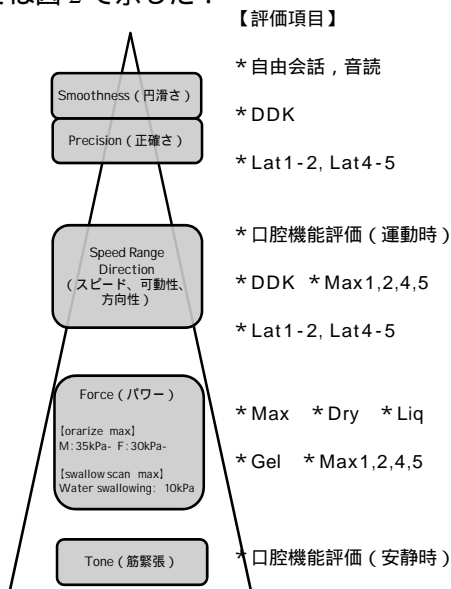 は図2で示した.
【評価項目】
*自由会話,音読
Smoothness(円滑さ)
*DDK
Precision(正確さ)
*Lat1-2, Lat4-5
*口腔機能評価(運動時)
Speed Range
Direction
(スピード、可動性、
方向性)
*DDK *Max1,2,4,5
*Lat1-2, Lat4-5
Force(パワー)
[orarize max]
M:35kPa- F:30kPa-
[swallow scan max]
Water swallowing: 10kPa
*Max *Dry *Liq
*Gel *Max1,2,4,5
Tone(筋緊張)
*口腔機能評価(安静時)